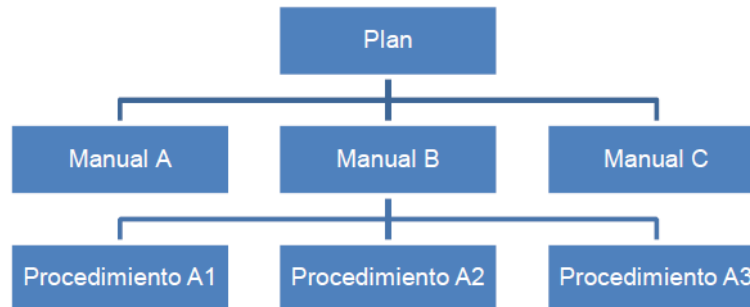 Plan
Manual A
Manual B
Manual C
Procedimiento A1
Procedimiento A2
Procedimiento A3